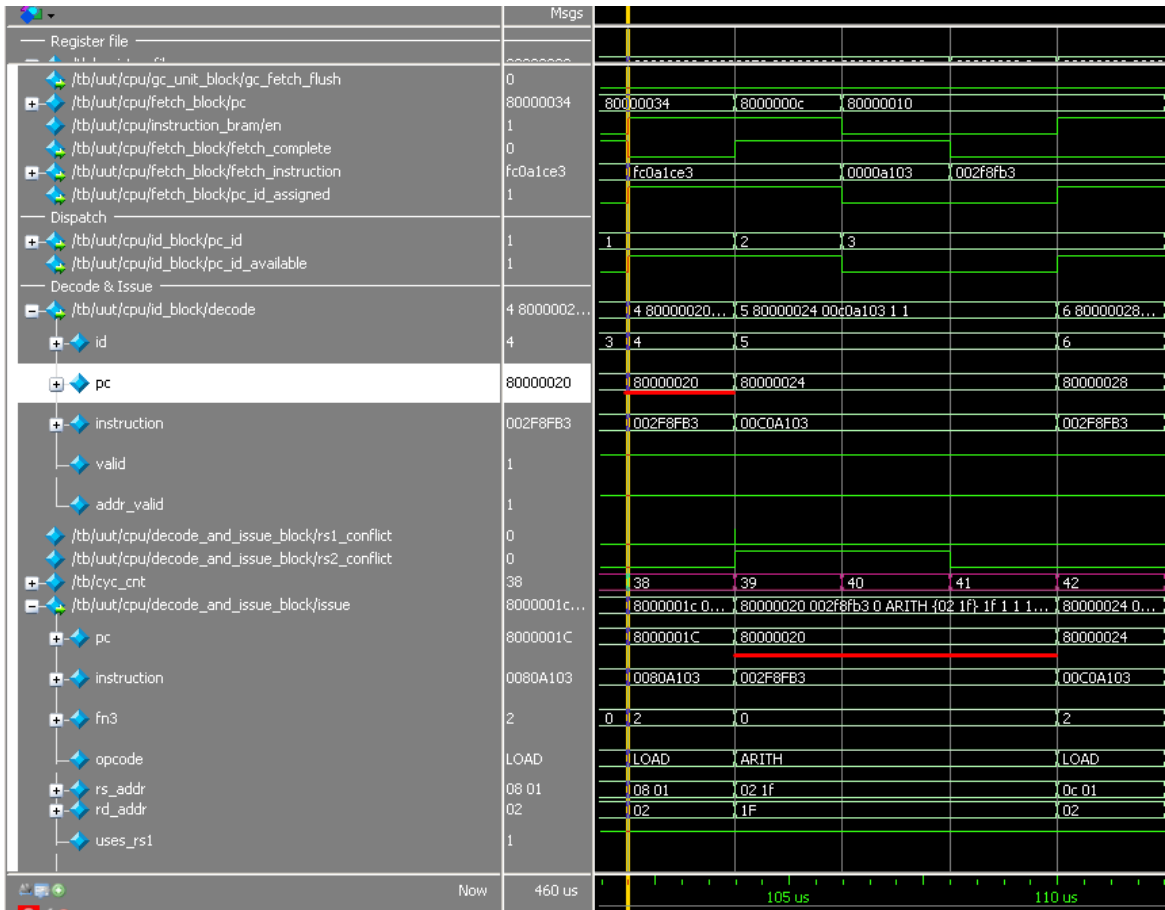 Msgs
Register file
/tb/uut/cpu/gc_unit_block/gc_fetch_flush 0
/tb/uut/cpu/fetch_block/pc 80000034 80000034 8000000c 80000010
/tb/uut/cpu/instruction_bram/en 1
/tb/uut/cpu/fetch_block/fetch_complete 0
/tb/uut/cpu/fetch_block/fetch_instruction fc0a1ce3 fc0a1ce3 0000a103 002f8fb3
/tb/uut/cpu/fetch_block/pc_id_assigned 1
Dispatch
/tb/uut/cpu/id_block/pc_id 1 1 2 3
/tb/uut/cpu/id_block/pc_id_available 1
Decode & Issue
/tb/uut/cpu/id_block/decode 4 8000002... 4 80000020... 5 80000024 00c0a103 1 1 6 80000028...
id 4 3 4 5 6
pc 80000020 80000020 80000024 80000028
instruction 002F8FB3 002F8FB3 00C0A103 002F8FB3
valid 1
addr_valid 1
/tb/uut/cpu/decode_and_issue_block/rs1_conflict 0
/tb/uut/cpu/decode_and_issue_block/rs2_conflict 0
/tb/cyc_cnt 38 38 39 40 41 42
/tb/uut/cpu/decode_and_issue_block/issue 8000001c... 8000001c 0... 80000020 002f8fb3 0 ARITH {02 1f} 1f 1 1 1... 80000024 0...
pc 8000001C 8000001C 80000020 80000024
instruction 0080A103 0080A103 002F8FB3 00C0A103
fn3 2 0 2 0 2
opcode LOAD LOAD ARITH LOAD
rs_addr 08 01 08 01 02 1f 0c 01
rd_addr 02 02 1F 02
uses_rs1 1
Now 460 us 105 us 110 us